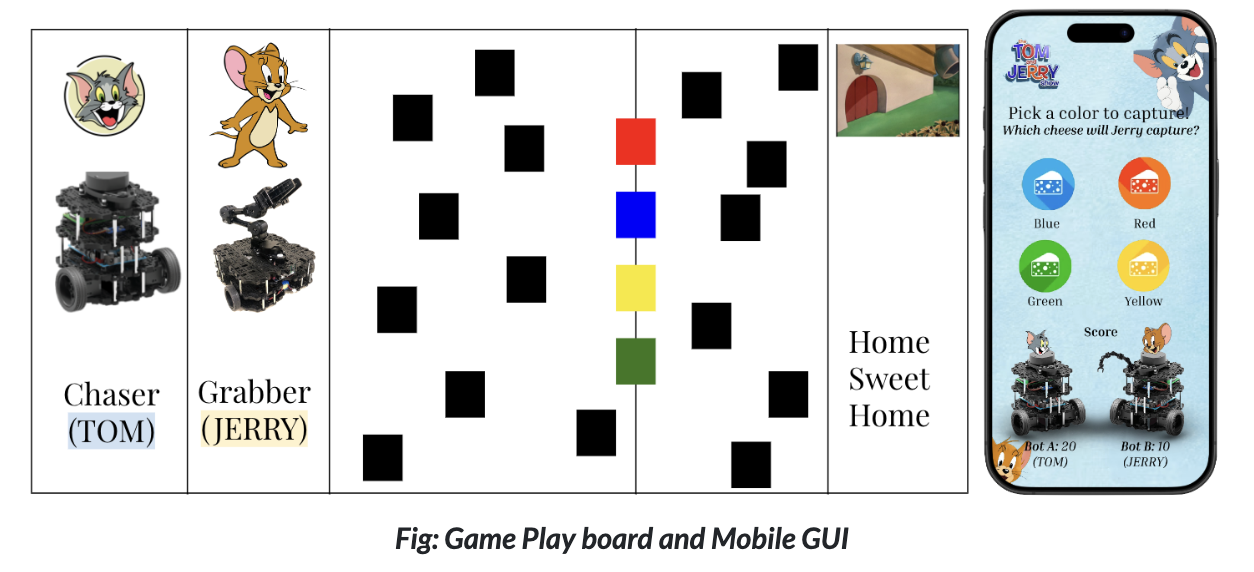 Chaser
(TOM)
Grabber
(JERRY)
Home
Sweet
Home
TOM
JERRY
Pick a color to capture!
Which cheese will Jerry capture?
Blue
Red
Green
Yellow
Score
Bot A: 20
(TOM)
Bot B: 10
(JERRY)
Fig: Game Play board and Mobile GUI